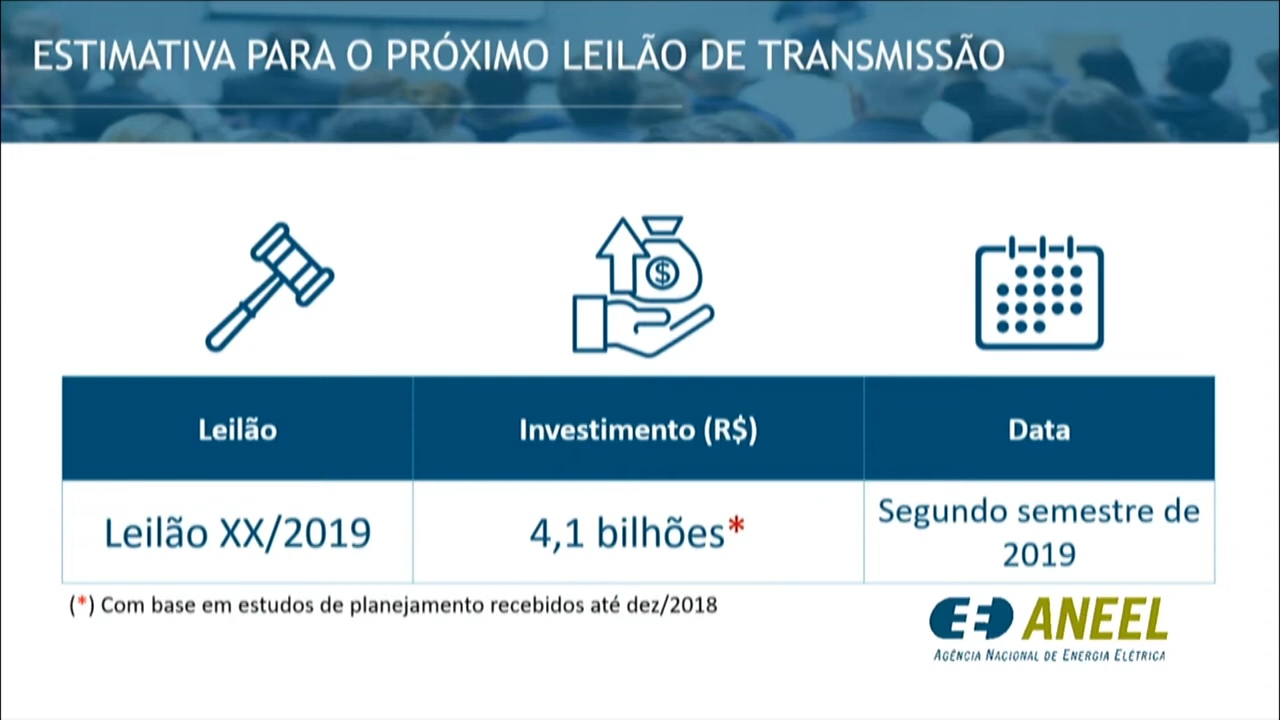 ESTIMATIVA PARA O PRÓXIMO LEILÃO DE TRANSMISSÃO
$
Leilão
Investimento (R$)
Data
Leilão XX/2019
4,1 bilhões*
Segundo semestre de
2019
(*) Com base em estudos de planejamento recebidos até dez/2018
ANEEL
AGÊNCIA NACIONAL DE ENERGIA ELÉTRICA